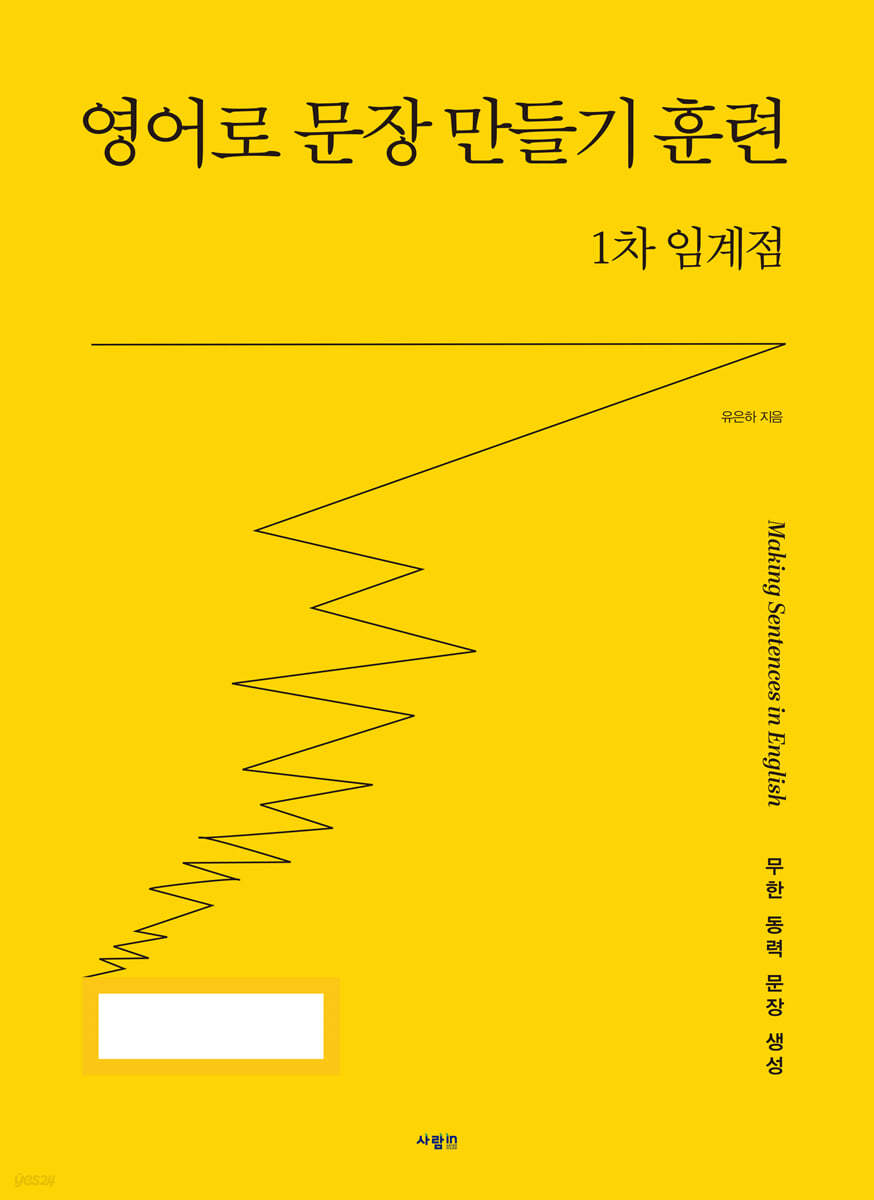 영어로 문장 만들기 훈련
1차 임계점
유은하 지음
Making Sentences in English
무한 동력 문장 생성
사람in
yes24